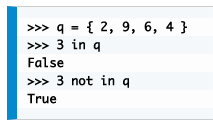 >>> q = { 2, 9, 6, 4 }
>>> 3 in q
False
>>> 3 not in q
True